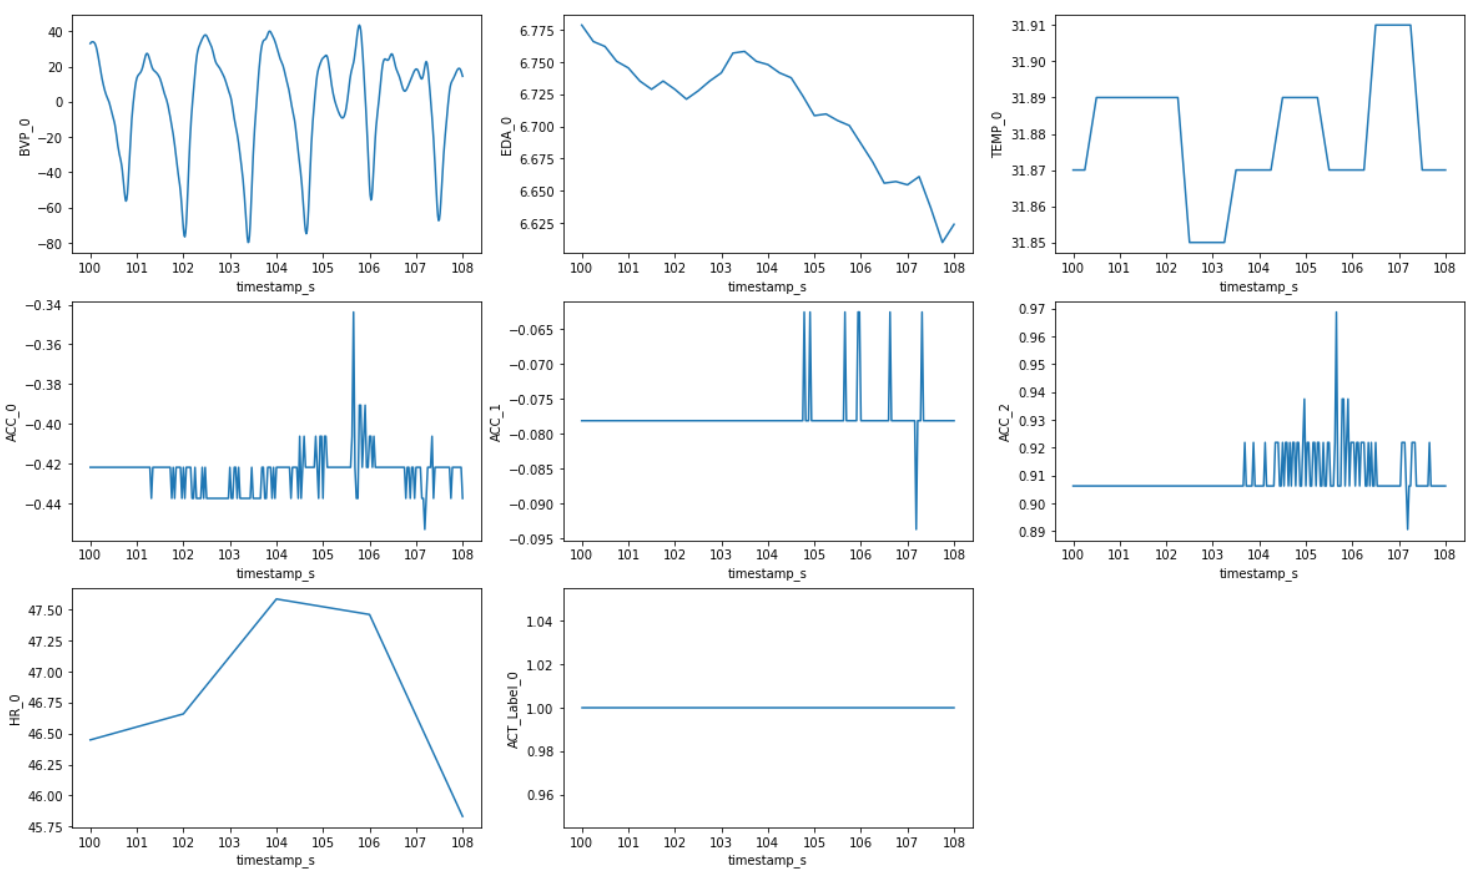 BVP_0
40
20
0
−20
−40
−60
−80
100 101 102 103 104 105 106 107 108
timestamp_s
EDA_0
6.775
6.750
6.725
6.700
6.675
6.650
6.625
100 101 102 103 104 105 106 107 108
timestamp_s
TEMP_0
31.91
31.90
31.89
31.88
31.87
31.86
31.85
100 101 102 103 104 105 106 107 108
timestamp_s
ACC_0
−0.34
−0.36
−0.38
−0.40
−0.42
−0.44
100 101 102 103 104 105 106 107 108
timestamp_s
ACC_1
−0.065
−0.070
−0.075
−0.080
−0.085
−0.090
−0.095
100 101 102 103 104 105 106 107 108
timestamp_s
ACC_2
0.97
0.96
0.95
0.94
0.93
0.92
0.91
0.90
0.89
100 101 102 103 104 105 106 107 108
timestamp_s
HR_0
47.50
47.25
47.00
46.75
46.50
46.25
46.00
45.75
100 101 102 103 104 105 106 107 108
timestamp_s
ACT_Label_0
1.04
1.02
1.00
0.98
0.96
100 101 102 103 104 105 106 107 108
timestamp_s